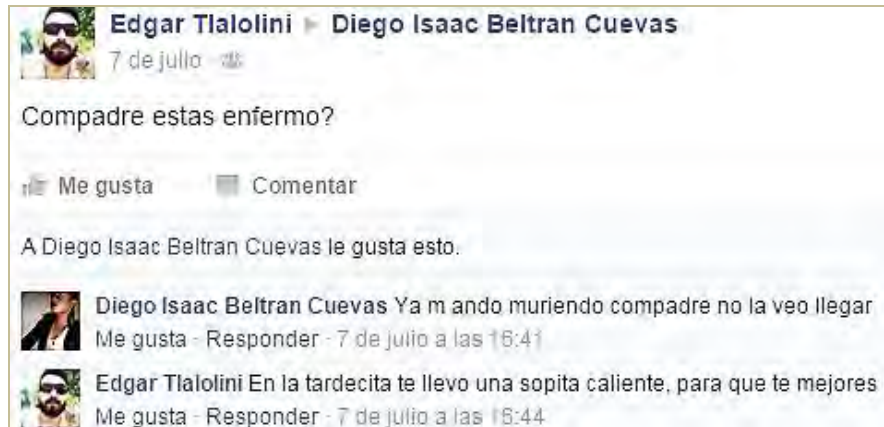 Edgar Tlalolini ▸ Diego Isaac Beltran Cuevas
7 de julio
Compadre estas enfermo?
Me gusta Comentar
A Diego Isaac Beltran Cuevas le gusta esto.
Diego Isaac Beltran Cuevas Ya m ando muriendo compadre no la veo llegar
Me gusta · Responder · 7 de julio a las 16:41
Edgar Tlalolini En la tardecita te llevo una sopita caliente, para que te mejores
Me gusta · Responder · 7 de julio a las 16:44